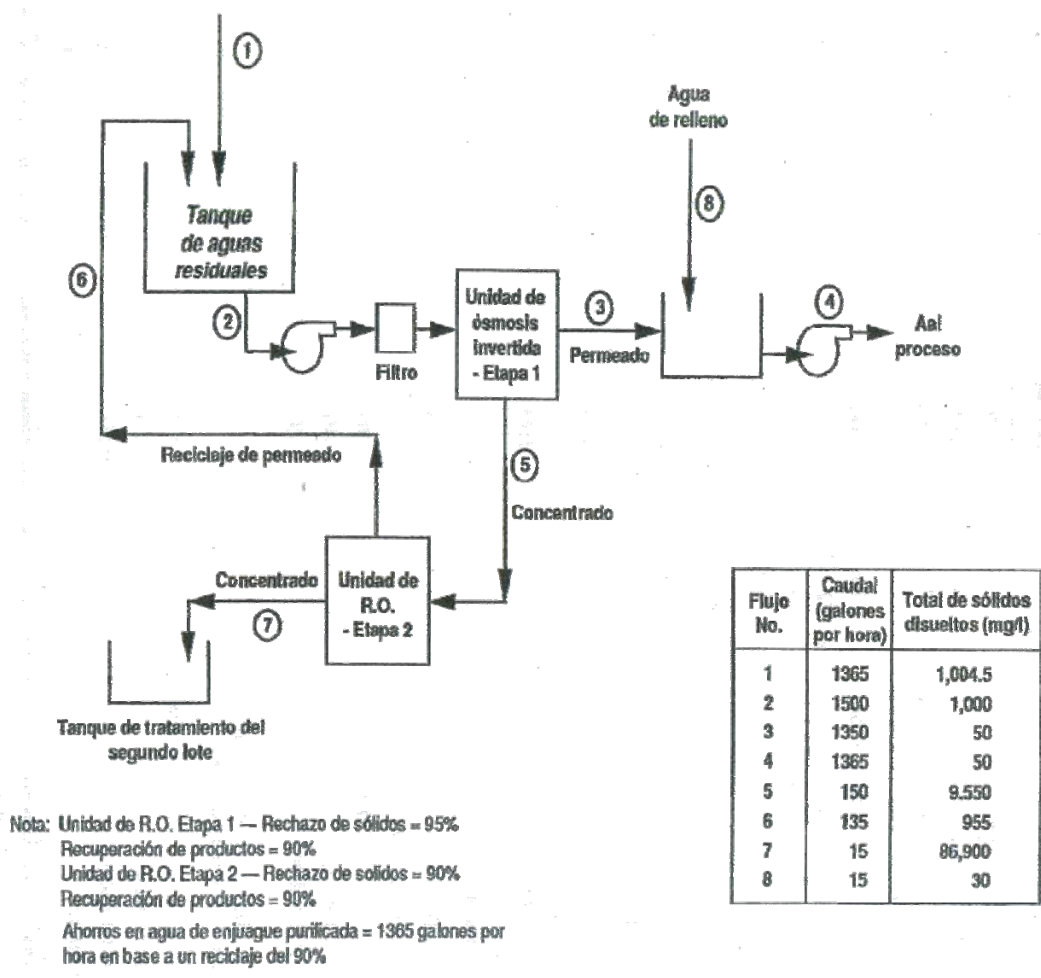 1
Agua
de relleno
8
Tanque
de aguas
residuales
6
2
Filtro
Unidad de
ósmosis
invertida
- Etapa 1
3
Permeado
4
Aal
proceso
Reciclaje de permeado
5
Concentrado
Concentrado
7
Unidad de
R.O.
- Etapa 2
Tanque de tratamiento del
segundo lote
Flujo No. Caudal (galones por hora) Total de sólidos disueltos (mg/l)
1 1365 1,004.5
2 1500 1,000
3 1350 50
4 1365 50
5 150 9.550
6 135 955
7 15 86,900
8 15 30
Nota: Unidad de R.O. Etapa 1 — Rechazo de sólidos = 95%
Recuperación de productos = 90%
Unidad de R.O. Etapa 2 — Rechazo de solidos = 90%
Recuperación de productos = 90%
Ahorros en agua de enjuague purificada = 1365 galones por
hora en base a un reciclaje del 90%